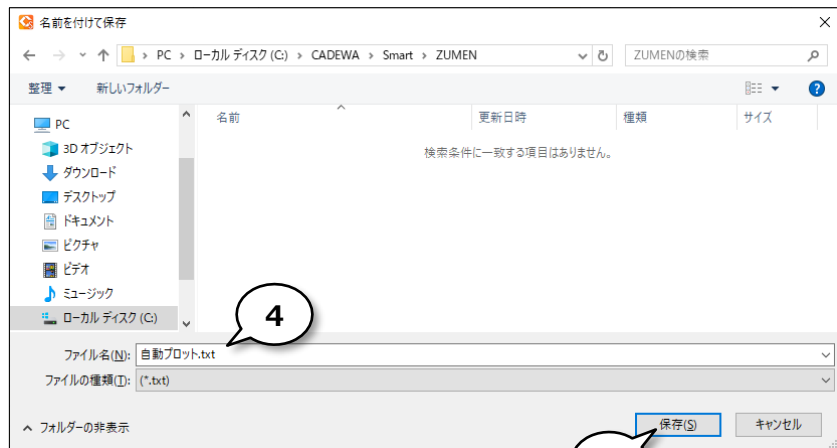 名前を付けて保存
PC › ローカル ディスク (C:) › CADEWA › Smart › ZUMEN
ZUMENの検索
整理 新しいフォルダー
名前 更新日時 種類 サイズ
検索条件に一致する項目はありません。
PC
3D オブジェクト
ダウンロード
デスクトップ
ドキュメント
ピクチャ
ビデオ
ミュージック
ローカル ディスク (C:)
4
ファイル名(N): 自動プロット.txt
ファイルの種類(T): (*.txt)
フォルダーの非表示
保存(S) キャンセル